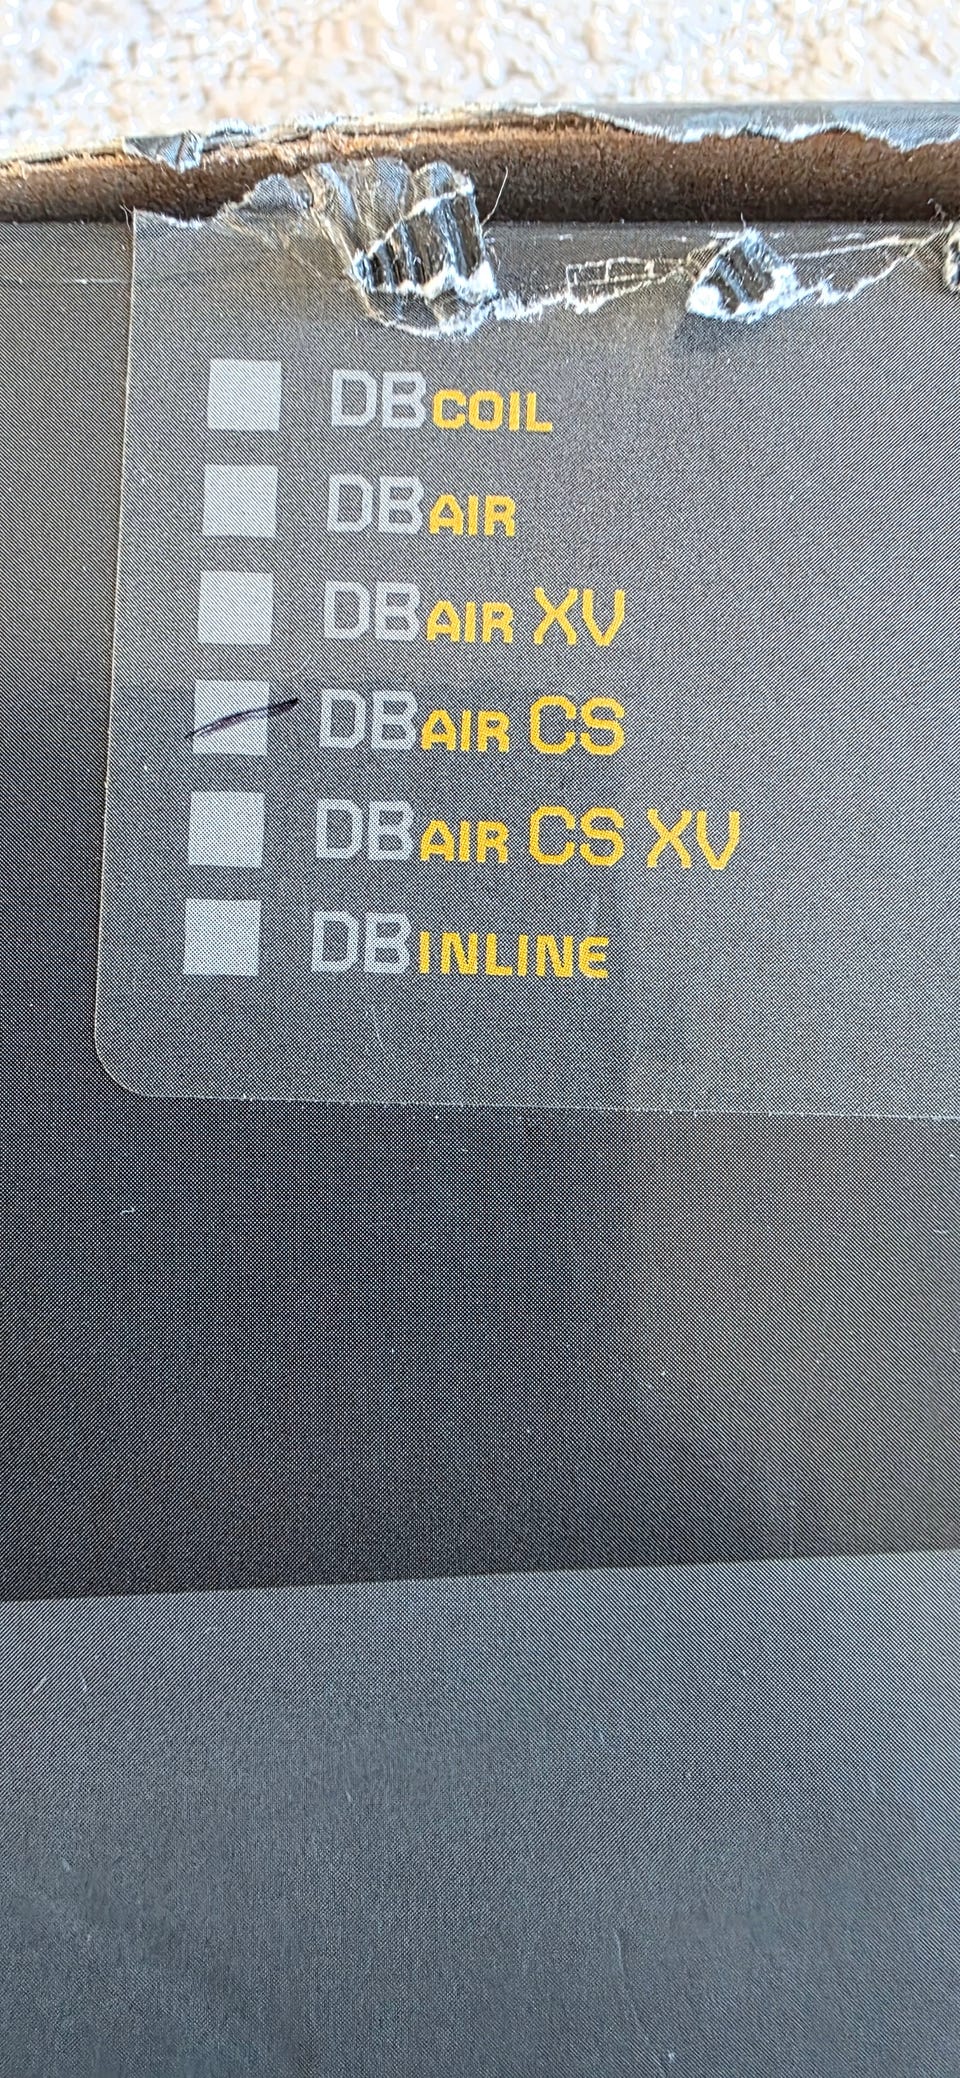 DBCOIL
DBAIR
DBAIR XV
DBAIR CS
DBAIR CS XV
DBINLINE